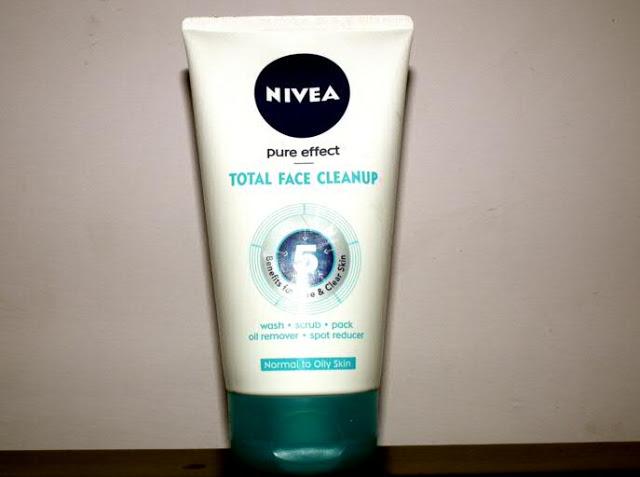 NIVEA
pure effect
TOTAL FACE CLEANUP
5
Benefits & Clear Skin
wash • scrub • pack
oil remover • spot reducer
Normal to Oily Skin